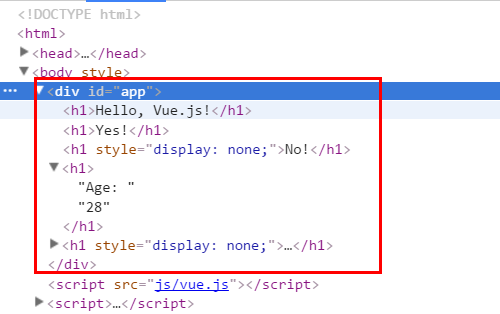 <!DOCTYPE html>
<html>
<head>…</head>
<body style>
… <div id="app">
<h1>Hello, Vue.js!</h1>
<h1>Yes!</h1>
<h1 style="display: none;">No!</h1>
<h1>
"Age: "
"28"
</h1>
<h1 style="display: none;">…</h1>
</div>
<script src="js/vue.js"></script>
<script>…</script>